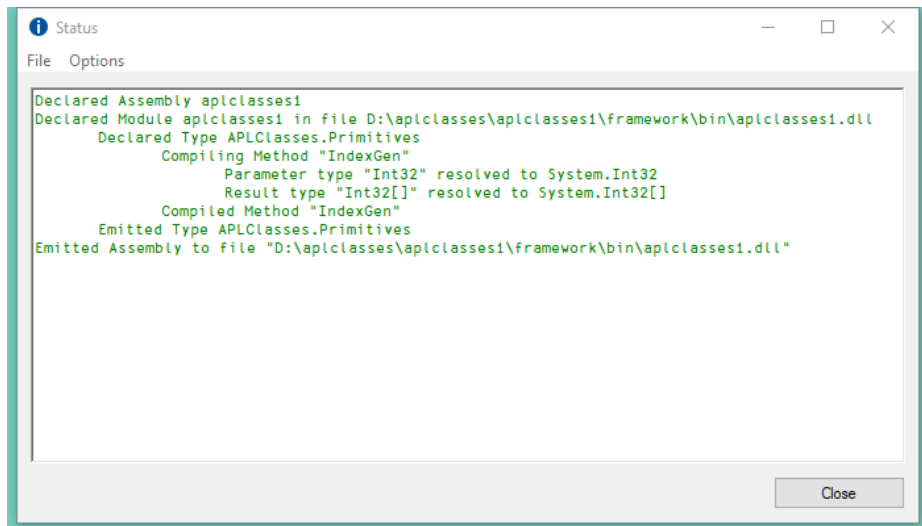 Status
File Options
Declared Assembly aplclasses1
Declared Module aplclasses1 in file D:\aplclasses\aplclasses1\framework\bin\aplclasses1.dll
Declared Type APLClasses.Primitives
Compiling Method "IndexGen"
Parameter type "Int32" resolved to System.Int32
Result type "Int32[]" resolved to System.Int32[]
Compiled Method "IndexGen"
Emitted Type APLClasses.Primitives
Emitted Assembly to file "D:\aplclasses\aplclasses1\framework\bin\aplclasses1.dll"
Close